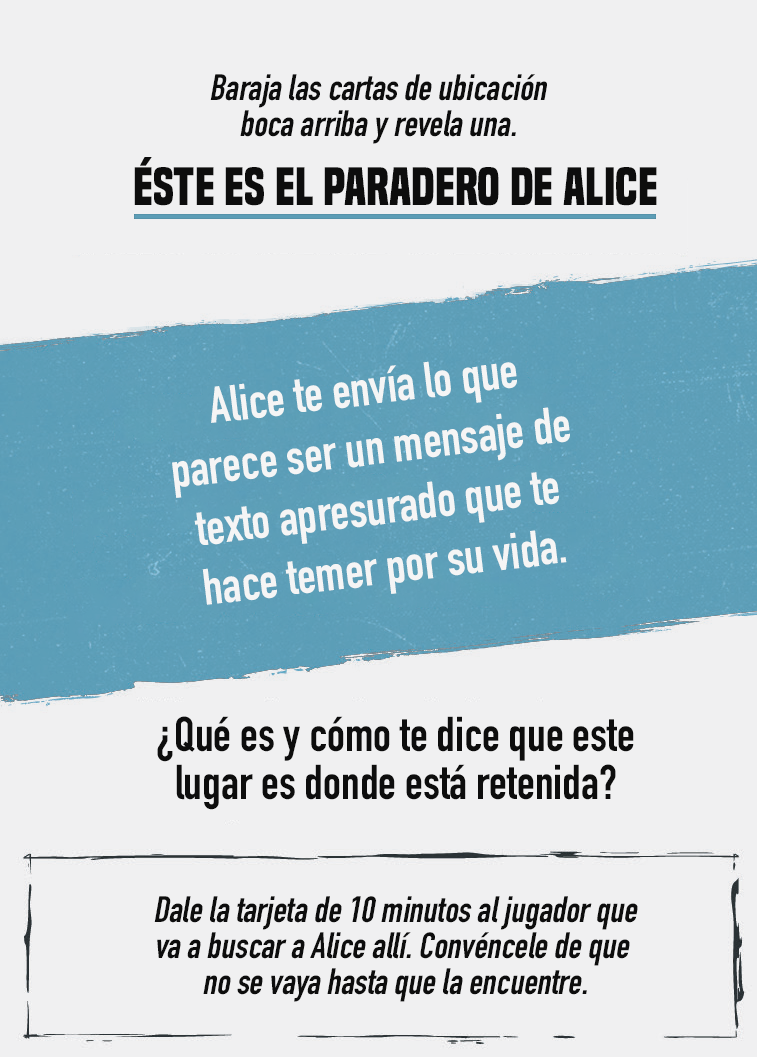 Baraja las cartas de ubicación
boca arriba y revela una.
ÉSTE ES EL PARADERO DE ALICE
Alice te envía lo que
parece ser un mensaje de
texto apresurado que te
hace temer por su vida.
¿Qué es y cómo te dice que este
lugar es donde está retenida?
Dale la tarjeta de 10 minutos al jugador que
va a buscar a Alice allí. Convéncele de que
no se vaya hasta que la encuentre.